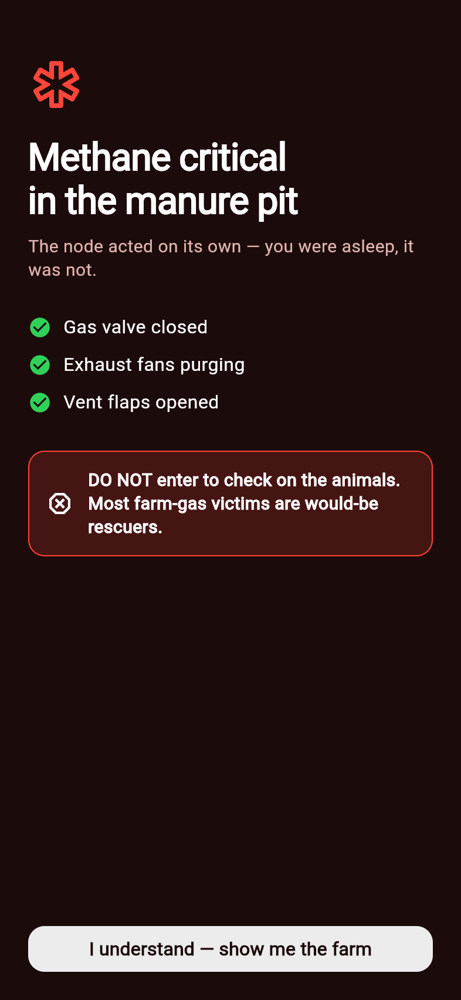 Methane critical
in the manure pit
The node acted on its own — you were asleep, it
was not.
Gas valve closed
Exhaust fans purging
Vent flaps opened
DO NOT enter to check on the animals.
Most farm-gas victims are would-be
rescuers.
I understand — show me the farm